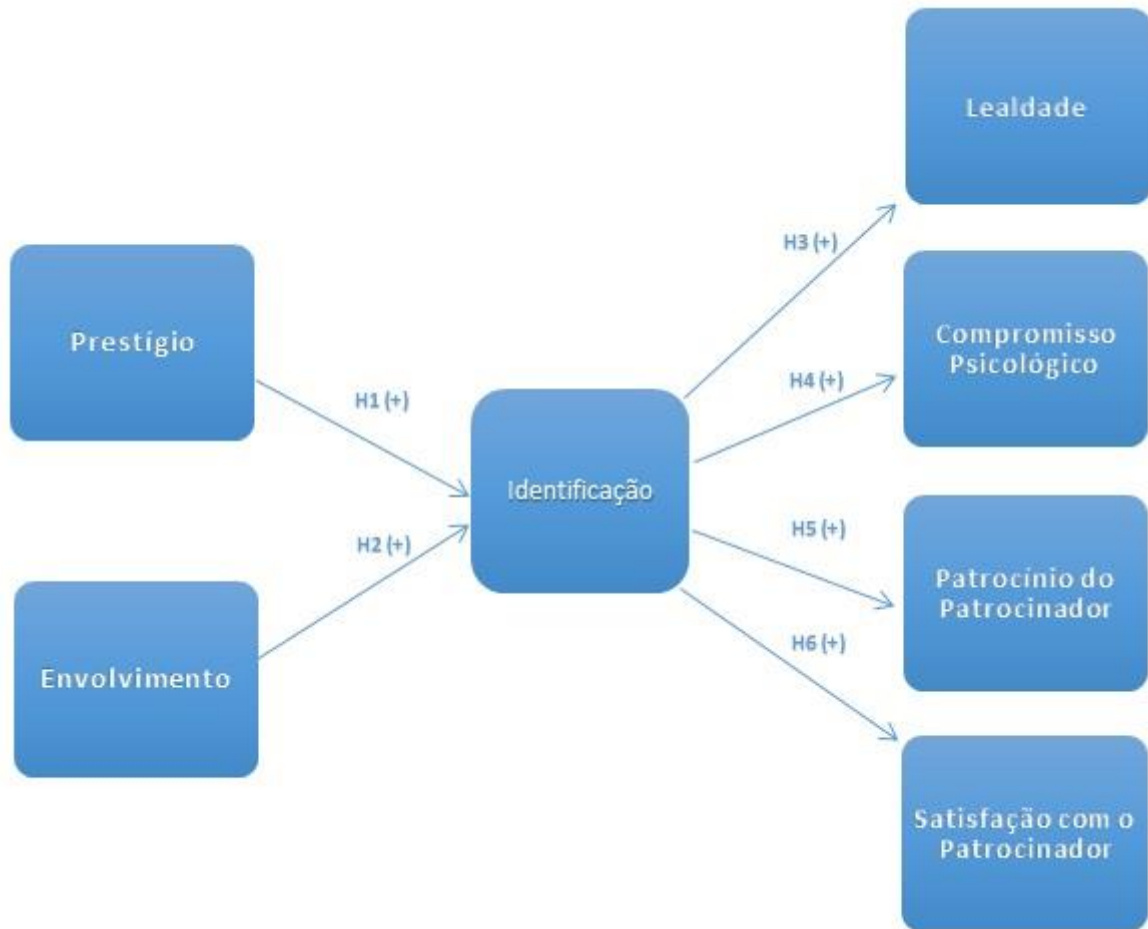 Lealdade
H3 (+)
Prestígio
Compromisso
Psicológico
H4 (+)
H1 (+)
Identificação
H5 (+)
H2 (+)
Patrocínio do
Patrocinador
H6 (+)
Envolvimento
Satisfação com o
Patrocinador